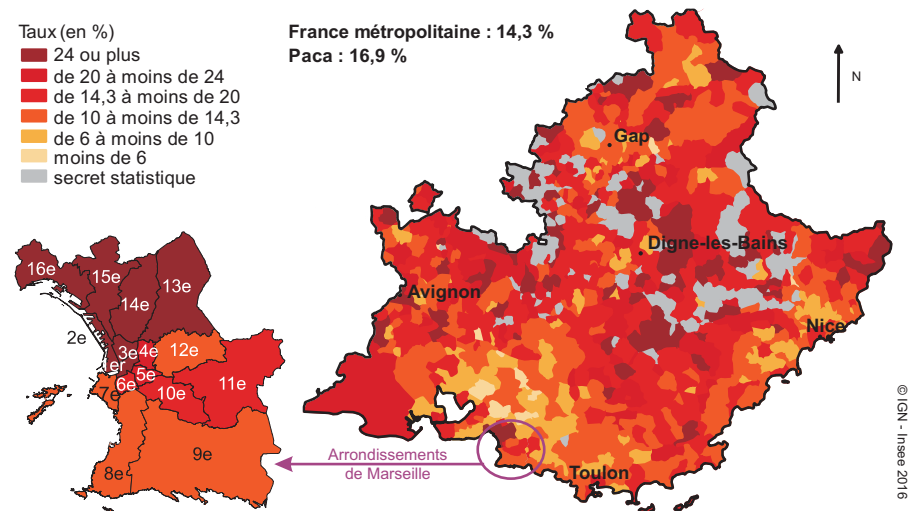 Taux (en %)
24 ou plus
de 20 à moins de 24
de 14,3 à moins de 20
de 10 à moins de 14,3
de 6 à moins de 10
moins de 6
secret statistique
France métropolitaine : 14,3 %
Paca : 16,9 %
N
Gap
Digne-les-Bains
Avignon
Nice
Toulon
16e
15e
14e
13e
2e
3e
4e
12e
1er
5e
6e
7e
10e
11e
9e
8e
Arrondissements
de Marseille
© IGN - Insee 2016